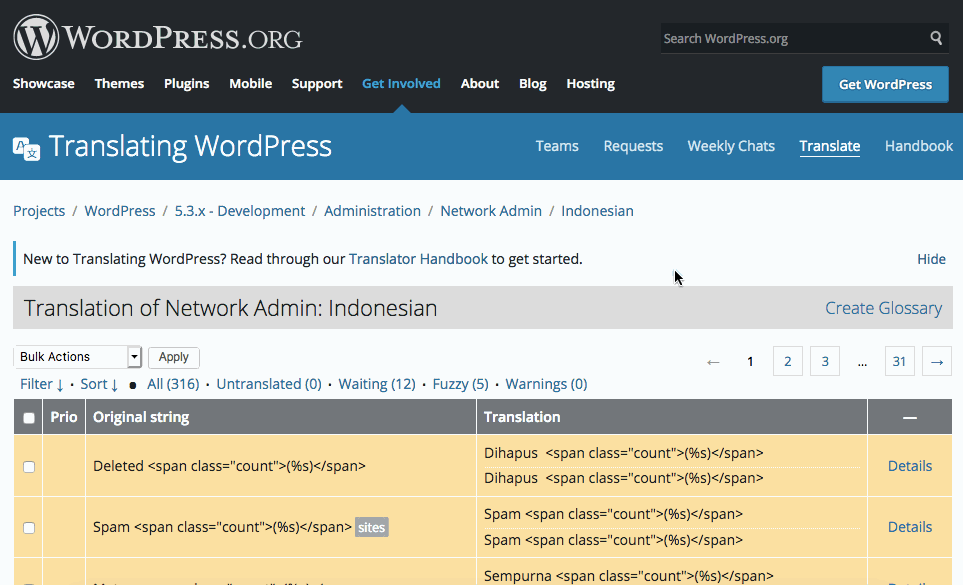 WORDPRESS.ORG
Search WordPress.org
Showcase Themes Plugins Mobile Support Get Involved About Blog Hosting Get WordPress
Translating WordPress
Teams Requests Weekly Chats Translate Handbook
Projects / WordPress / 5.3.x - Development / Administration / Network Admin / Indonesian
New to Translating WordPress? Read through our Translator Handbook to get started. Hide
Translation of Network Admin: Indonesian Create Glossary
Bulk Actions Apply ← 1 2 3 ... 31 →
Filter ↓ • Sort ↓ • All (316) • Untranslated (0) • Waiting (12) • Fuzzy (5) • Warnings (0)
Prio Original string Translation —
Deleted <span class="count">(%s)</span>
Dihapus <span class="count">(%s)</span>
Dihapus <span class="count">(%s)</span>
Details
Spam <span class="count">(%s)</span> sites
Spam <span class="count">(%s)</span>
Spam <span class="count">(%s)</span>
Details
Sempurna <span class="count">(%s)</span>